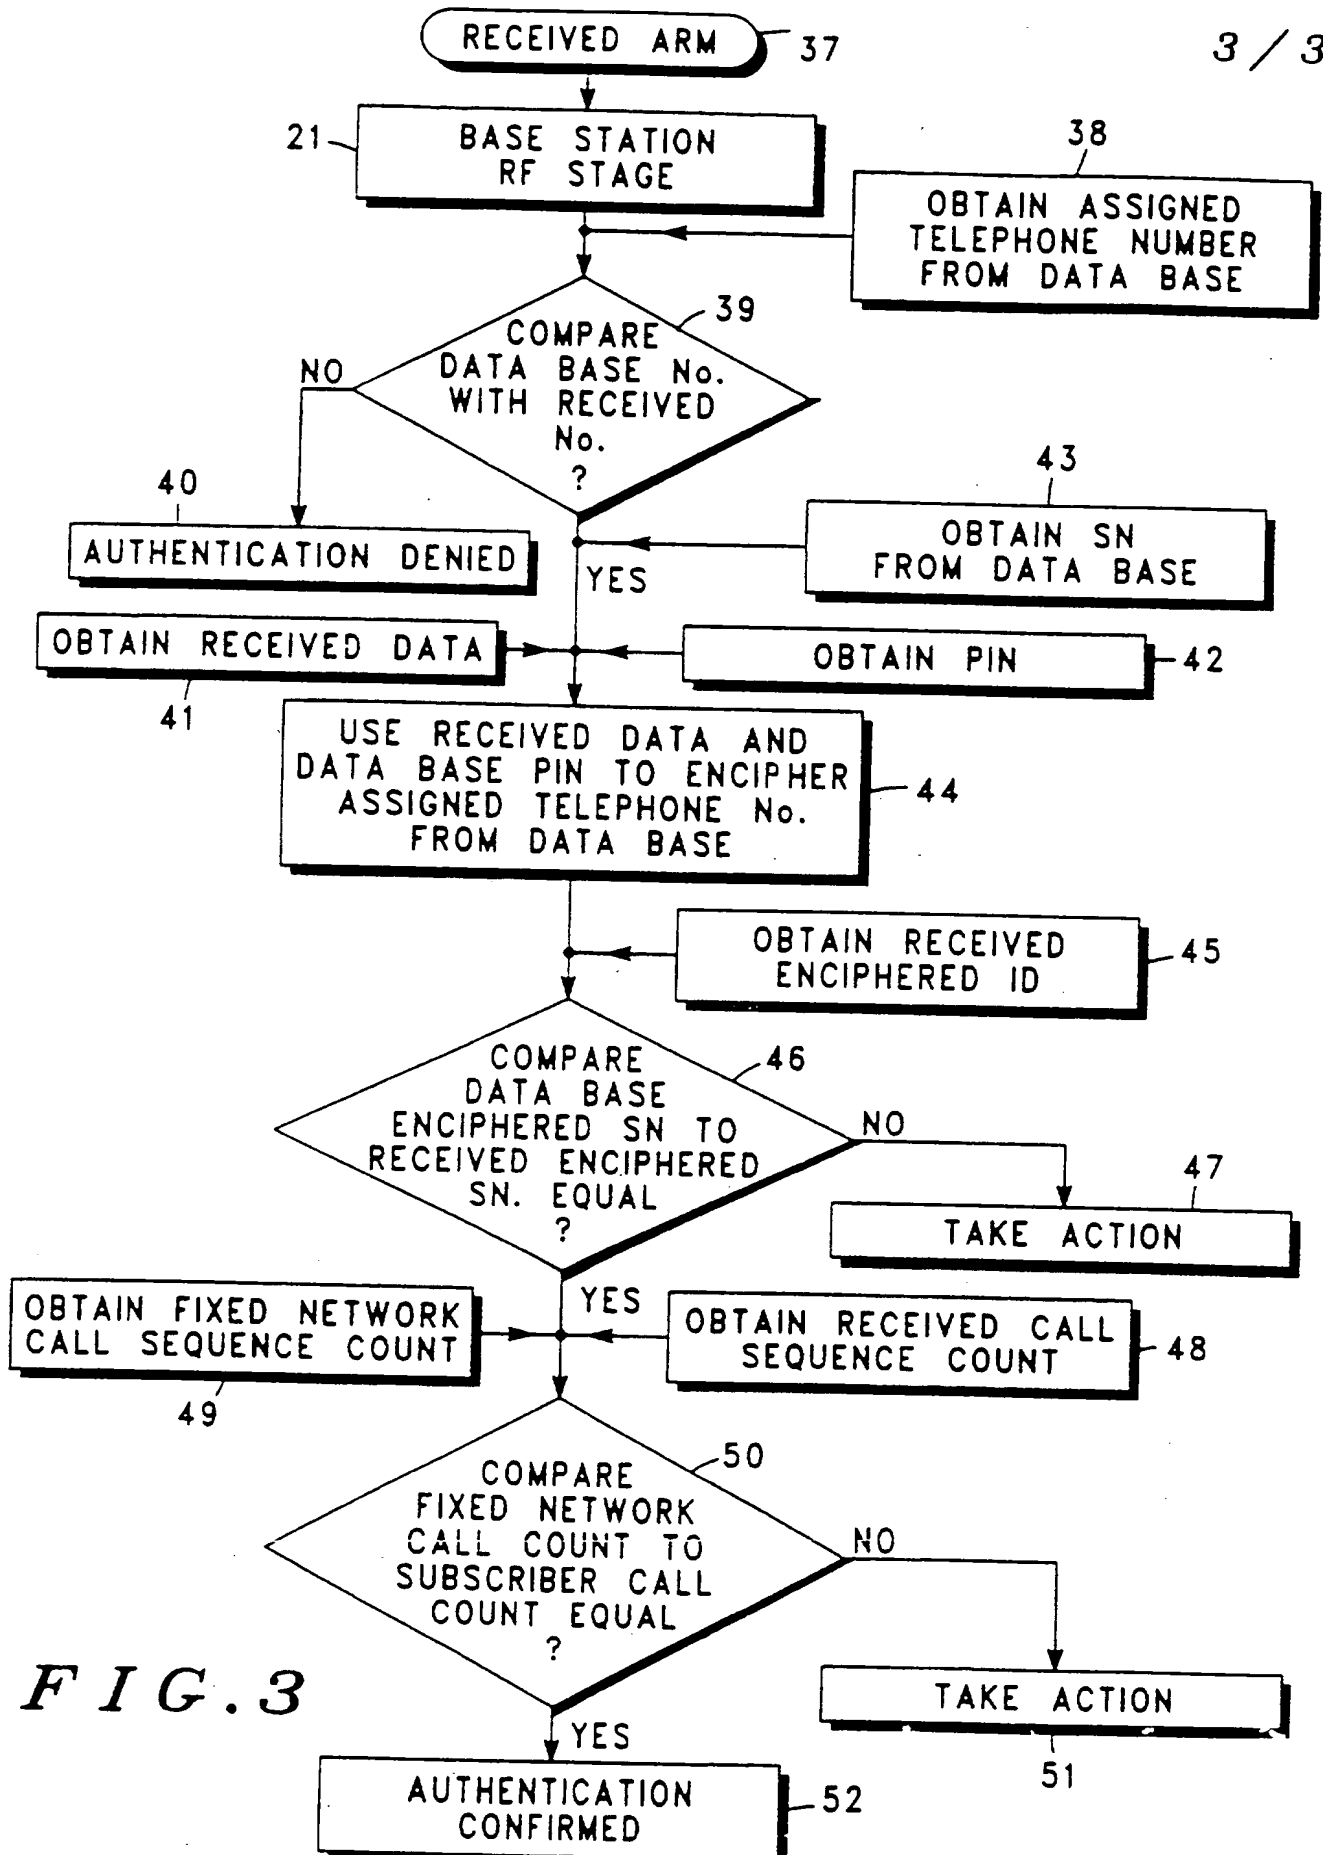 RECEIVED ARM
37
3/3
21
BASE STATION
RF STAGE
38
OBTAIN ASSIGNED
TELEPHONE NUMBER
FROM DATA BASE
39
COMPARE
DATA BASE No.
WITH RECEIVED
No.
?
NO
40
AUTHENTICATION DENIED
43
OBTAIN SN
FROM DATA BASE
YES
OBTAIN RECEIVED DATA
41
OBTAIN PIN
42
USE RECEIVED DATA AND
DATA BASE PIN TO ENCIPHER
ASSIGNED TELEPHONE No.
FROM DATA BASE
44
OBTAIN RECEIVED
ENCIPHERED ID
45
COMPARE
DATA BASE
ENCIPHERED SN TO
RECEIVED ENCIPHERED
SN. EQUAL
?
46
NO
47
TAKE ACTION
YES
OBTAIN FIXED NETWORK
CALL SEQUENCE COUNT
49
OBTAIN RECEIVED CALL
SEQUENCE COUNT
48
COMPARE
FIXED NETWORK
CALL COUNT TO
SUBSCRIBER CALL
COUNT EQUAL
?
50
NO
TAKE ACTION
51
FIG.3
YES
AUTHENTICATION
CONFIRMED
52